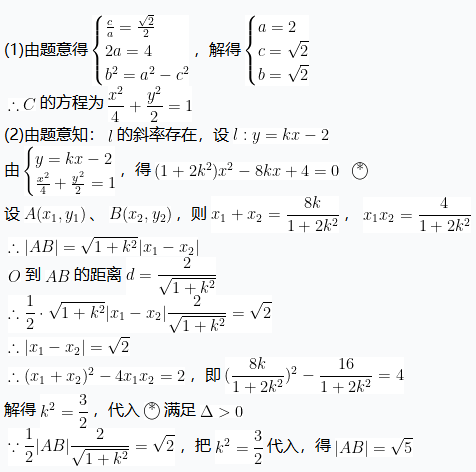 (1)由题意得 $\begin{cases} \frac{c}{a} = \frac{\sqrt{2}}{2} \\ 2a = 4 \\ b^2 = a^2 - c^2 \end{cases}$ ，解得 $\begin{cases} a = 2 \\ c = \sqrt{2} \\ b = \sqrt{2} \end{cases}$
$\therefore C$ 的方程为 $\frac{x^2}{4} + \frac{y^2}{2} = 1$
(2)由题意知： $l$ 的斜率存在，设 $l : y = kx - 2$
由 $\begin{cases} y = kx - 2 \\ \frac{x^2}{4} + \frac{y^2}{2} = 1 \end{cases}$ ，得 $(1 + 2k^2)x^2 - 8kx + 4 = 0$ ⊛
设 $A(x_1, y_1)$ 、 $B(x_2, y_2)$ ，则 $x_1 + x_2 = \frac{8k}{1 + 2k^2}$ ， $x_1 x_2 = \frac{4}{1 + 2k^2}$
$\therefore |AB| = \sqrt{1 + k^2}|x_1 - x_2|$
$O$ 到 $AB$ 的距离 $d = \frac{2}{\sqrt{1 + k^2}}$
$\therefore \frac{1}{2} \cdot \sqrt{1 + k^2}|x_1 - x_2| \frac{2}{\sqrt{1 + k^2}} = \sqrt{2}$
$\therefore |x_1 - x_2| = \sqrt{2}$
$\therefore (x_1 + x_2)^2 - 4x_1 x_2 = 2$ ，即 $(\frac{8k}{1 + 2k^2})^2 - \frac{16}{1 + 2k^2} = 4$
解得 $k^2 = \frac{3}{2}$ ，代入 ⊛ 满足 $\Delta > 0$
$\because \frac{1}{2}|AB| \frac{2}{\sqrt{1 + k^2}} = \sqrt{2}$ ，把 $k^2 = \frac{3}{2}$ 代入，得 $|AB| = \sqrt{5}$